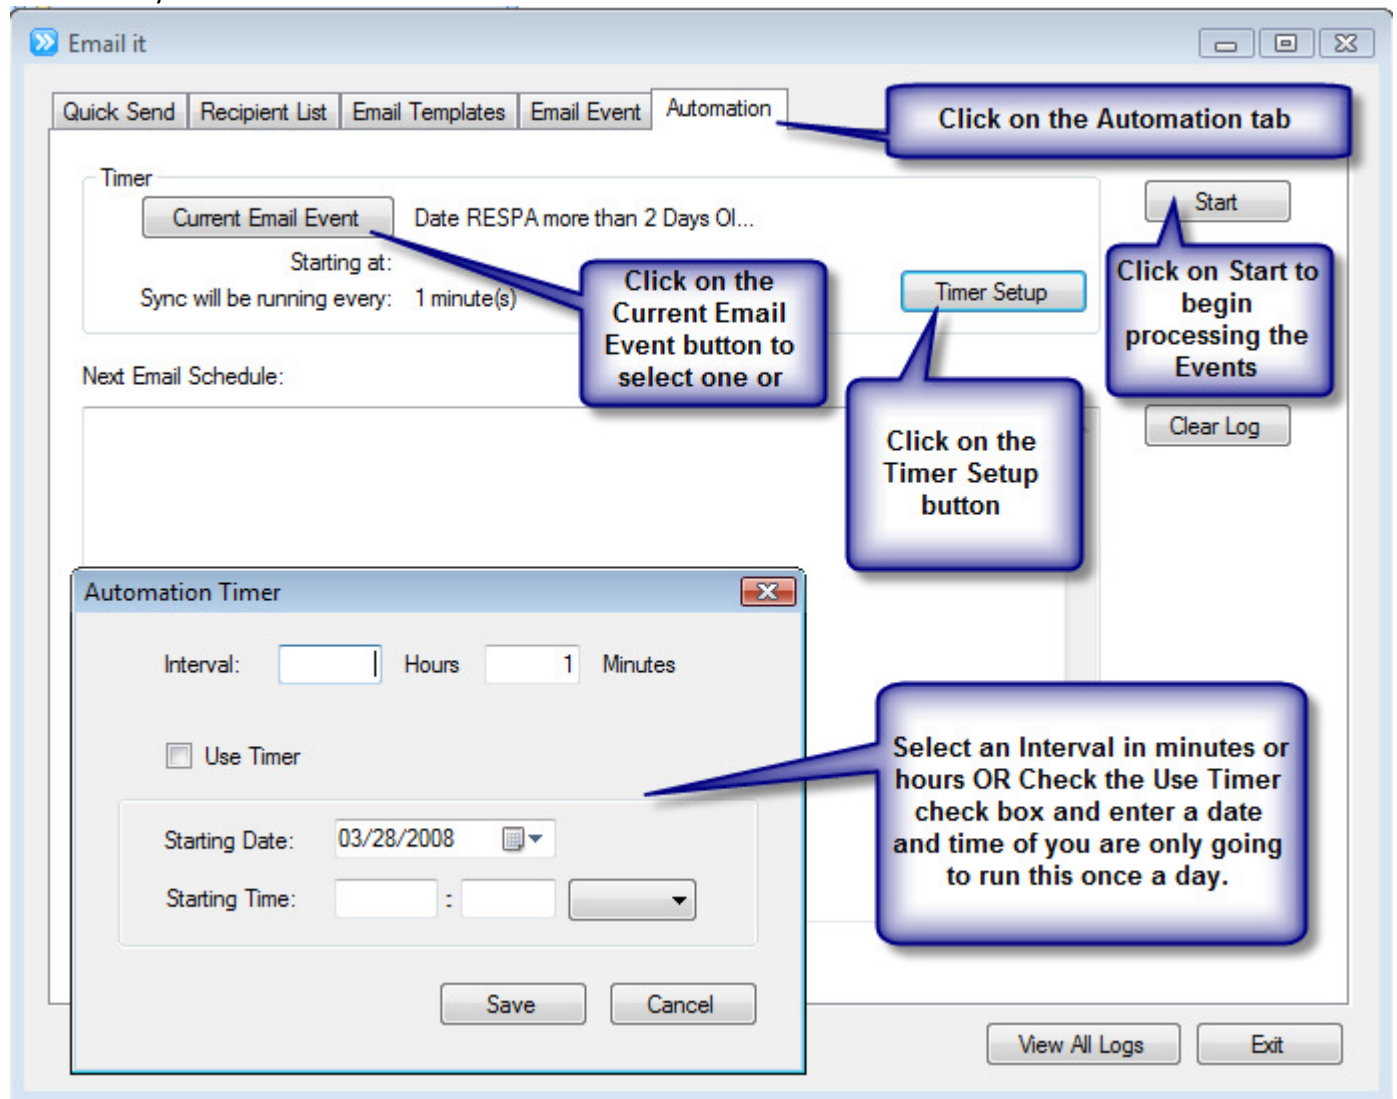 Email it
Quick Send Recipient List Email Templates Email Event Automation
Click on the Automation tab
Timer
Current Email Event Date RESPA more than 2 Days Ol...
Start
Starting at:
Sync will be running every: 1 minute(s)
Click on the
Current Email
Event button to
select one or
Timer Setup
Click on Start to
begin
processing the
Events
Next Email Schedule:
Clear Log
Click on the
Timer Setup
button
Automation Timer
Interval: Hours 1 Minutes
Use Timer
Starting Date: 03/28/2008
Starting Time: :
Select an Interval in minutes or
hours OR Check the Use Timer
check box and enter a date
and time of you are only going
to run this once a day.
Save Cancel
View All Logs Exit